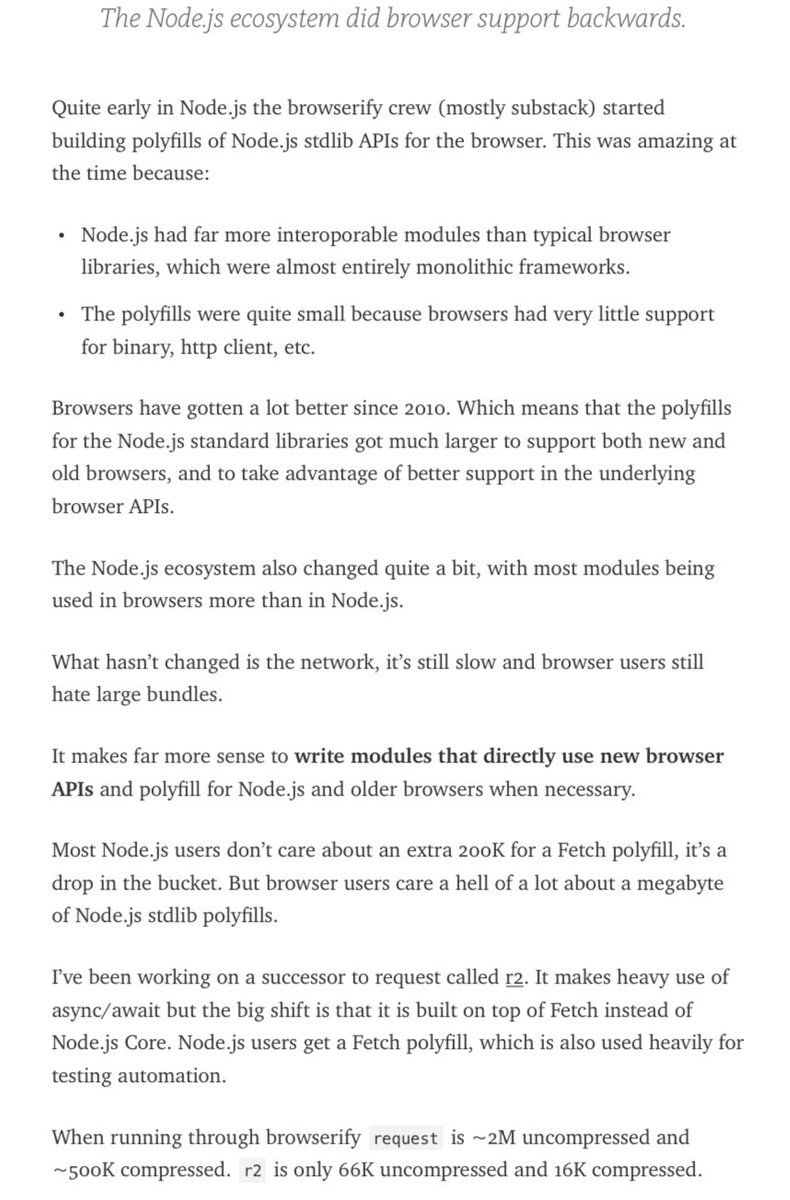 The Node.js ecosystem did browser support backwards.
Quite early in Node.js the browserify crew (mostly substack) started
building polyfills of Node.js stdlib APIs for the browser. This was amazing at
the time because:
• Node.js had far more interoporable modules than typical browser
libraries, which were almost entirely monolithic frameworks.
• The polyfills were quite small because browsers had very little support
for binary, http client, etc.
Browsers have gotten a lot better since 2010. Which means that the polyfills
for the Node.js standard libraries got much larger to support both new and
old browsers, and to take advantage of better support in the underlying
browser APIs.
The Node.js ecosystem also changed quite a bit, with most modules being
used in browsers more than in Node.js.
What hasn’t changed is the network, it’s still slow and browser users still
hate large bundles.
It makes far more sense to write modules that directly use new browser
APIs and polyfill for Node.js and older browsers when necessary.
Most Node.js users don’t care about an extra 200K for a Fetch polyfill, it’s a
drop in the bucket. But browser users care a hell of a lot about a megabyte
of Node.js stdlib polyfills.
I’ve been working on a successor to request called r2. It makes heavy use of
async/await but the big shift is that it is built on top of Fetch instead of
Node.js Core. Node.js users get a Fetch polyfill, which is also used heavily for
testing automation.
When running through browserify request is ~2M uncompressed and
~500K compressed. r2 is only 66K uncompressed and 16K compressed.